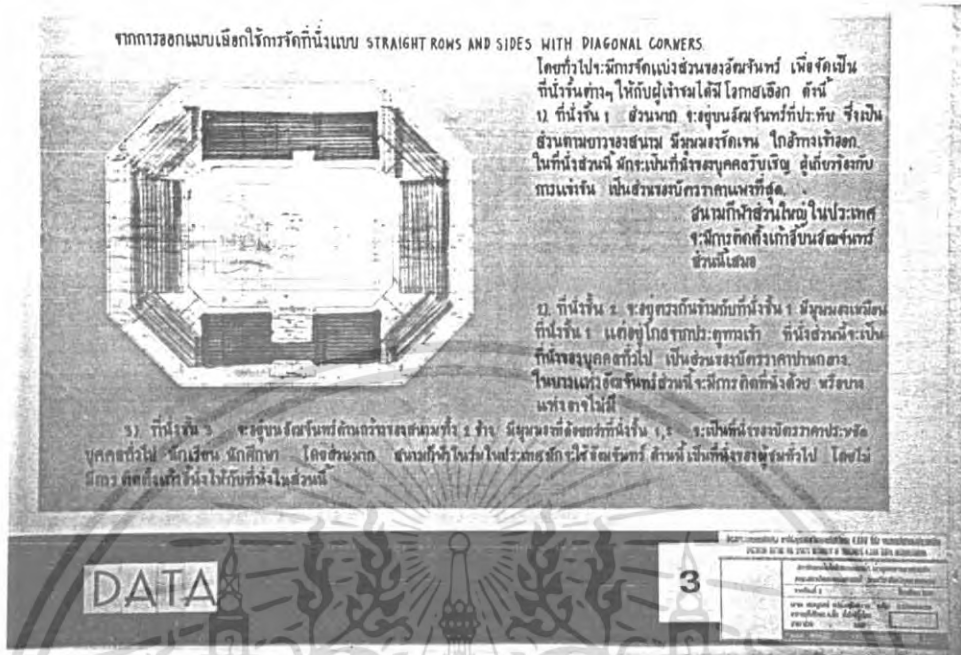 จากการออกแบบเลือกใช้การจัดที่นั่งแบบ STRAIGHT ROWS AND SIDES WITH DIAGONAL CORNERS.
โดยทั่วไปจะมีการจัดแบ่งส่วนของอัฒจันทร์ เพื่อจัดเป็น
ที่นั่งชั้นต่างๆ ให้กับผู้เข้าชมได้มีโอกาสเลือก ดังนี้
1) ที่นั่งชั้น 1 ส่วนมาก จะอยู่บนอัฒจันทร์ที่ประทับ ซึ่งเป็น
ส่วนตามยาวของสนาม มีมุมมองชัดเจน ใกล้ทางเข้าออก
ในที่นั่งส่วนนี้ มักจะเป็นที่นั่งของบุคคลรับเชิญ ผู้เกี่ยวข้องกับ
การแข่งขัน เป็นส่วนของบัตรราคาแพงที่สุด.
สนามกีฬาส่วนใหญ่ในประเทศ
จะมีการติดตั้งเก้าอี้บนอัฒจันทร์
ส่วนนี้เสมอ
2) ที่นั่งชั้น 2 จะอยู่ตรงกันข้ามกับที่นั่งชั้น 1 มีมุมมองเหมือน
ที่นั่งชั้น 1 แต่อยู่ไกลจากประตูทางเข้า ที่นั่งส่วนนี้จะเป็น
ที่นั่งของบุคคลทั่วไป เป็นส่วนของบัตรราคาปานกลาง
ในบางแห่งอัฒจันทร์ส่วนนี้จะมีการติดที่นั่งด้วย หรือบาง
แห่งอาจไม่มี
3) ที่นั่งชั้น 3 จะอยู่บนอัฒจันทร์ด้านกว้างของสนามทั้ง 2 ข้าง มีมุมมองที่ด้อยกว่าที่นั่งชั้น 1,2 จะเป็นที่นั่งของบัตรราคาประหยัด
บุคคลทั่วไป นักเรียน นักศึกษา โดยส่วนมาก สนามกีฬาในร่มในประเทศมักจะใช้อัฒจันทร์ ด้านนี้เป็นที่นั่งของผู้ชมทั่วไป โดยไม่
มีการ ติดตั้งเก้าอี้นั่งให้กับที่นั่งในส่วนนี้
DATA
3